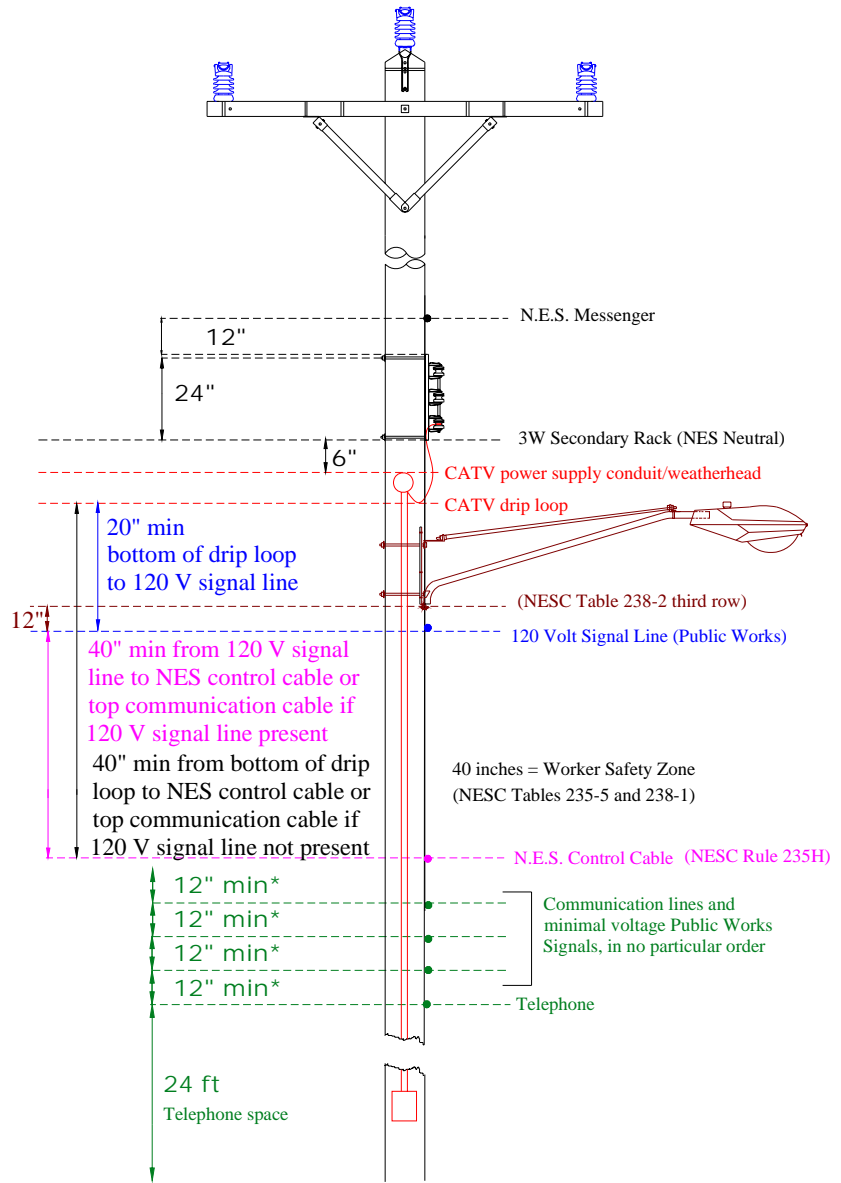 N.E.S. Messenger
12"
24"
3W Secondary Rack (NES Neutral)
6"
CATV power supply conduit/weatherhead
CATV drip loop
20" min
bottom of drip loop
to 120 V signal line
(NESC Table 238-2 third row)
12"
120 Volt Signal Line (Public Works)
40" min from 120 V signal
line to NES control cable or
top communication cable if
120 V signal line present
40" min from bottom of drip
loop to NES control cable or
top communication cable if
120 V signal line not present
40 inches = Worker Safety Zone
(NESC Tables 235-5 and 238-1)
N.E.S. Control Cable (NESC Rule 235H)
12" min*
12" min*
12" min*
12" min*
Communication lines and
minimal voltage Public Works
Signals, in no particular order
Telephone
24 ft
Telephone space